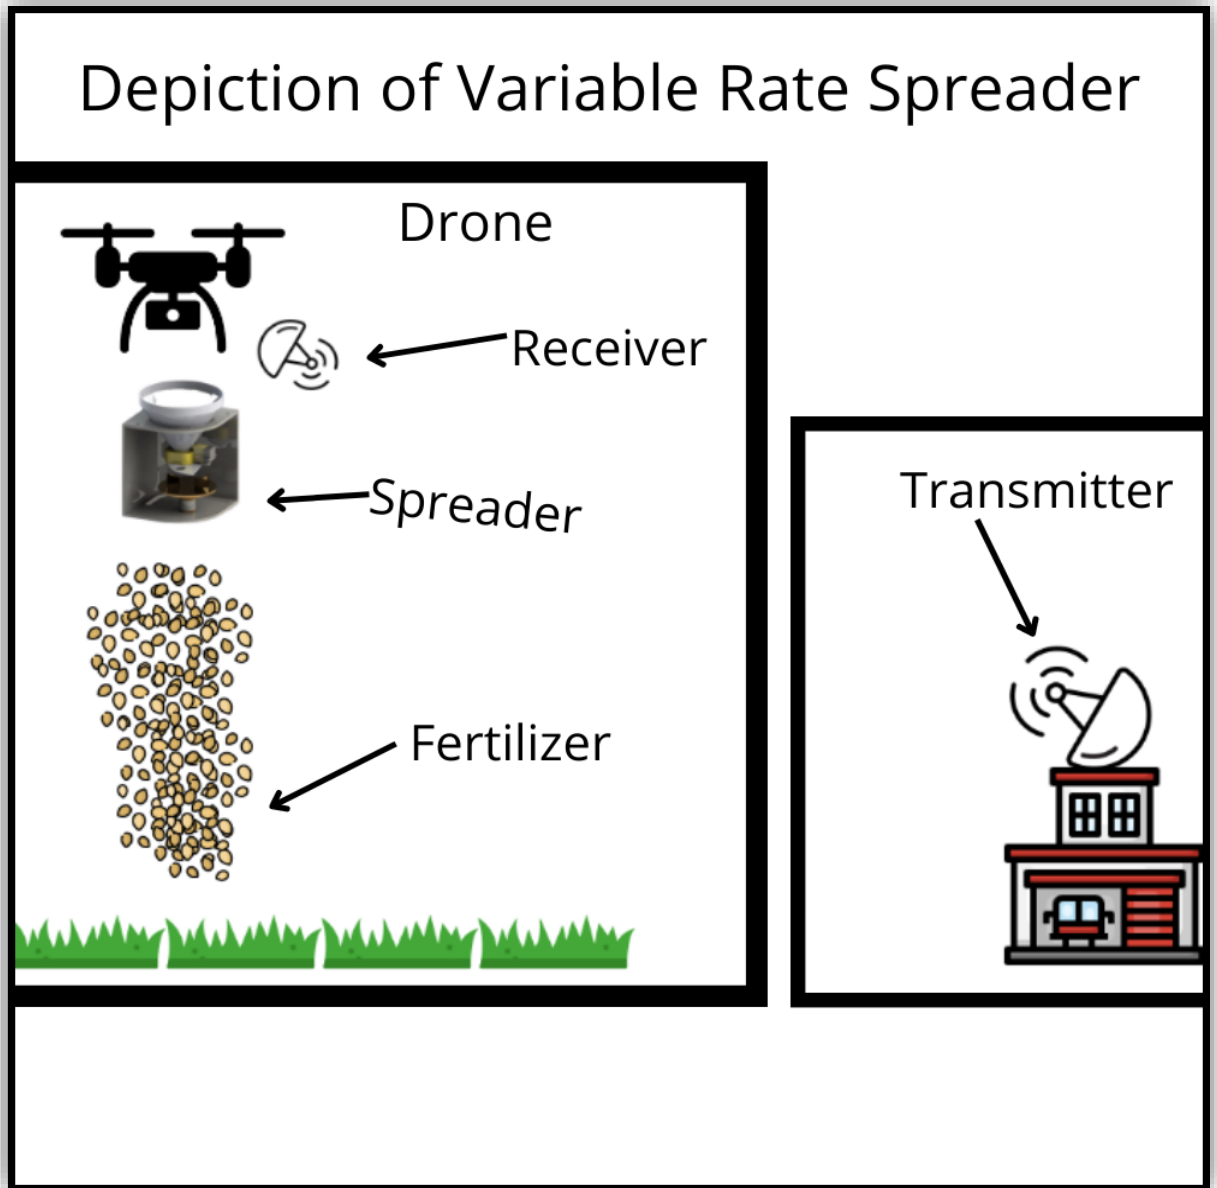 Depiction of Variable Rate Spreader
Drone
Receiver
Spreader
Transmitter
Fertilizer